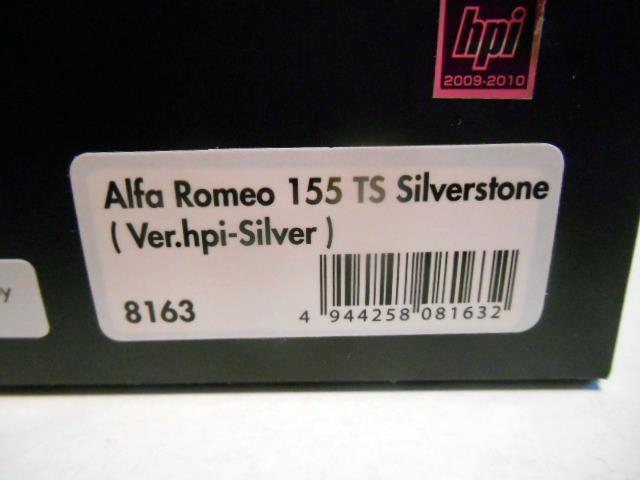 hpi
2009-2010
Alfa Romeo 155 TS Silverstone
( Ver.hpi-Silver )
8163
4 944258 081632